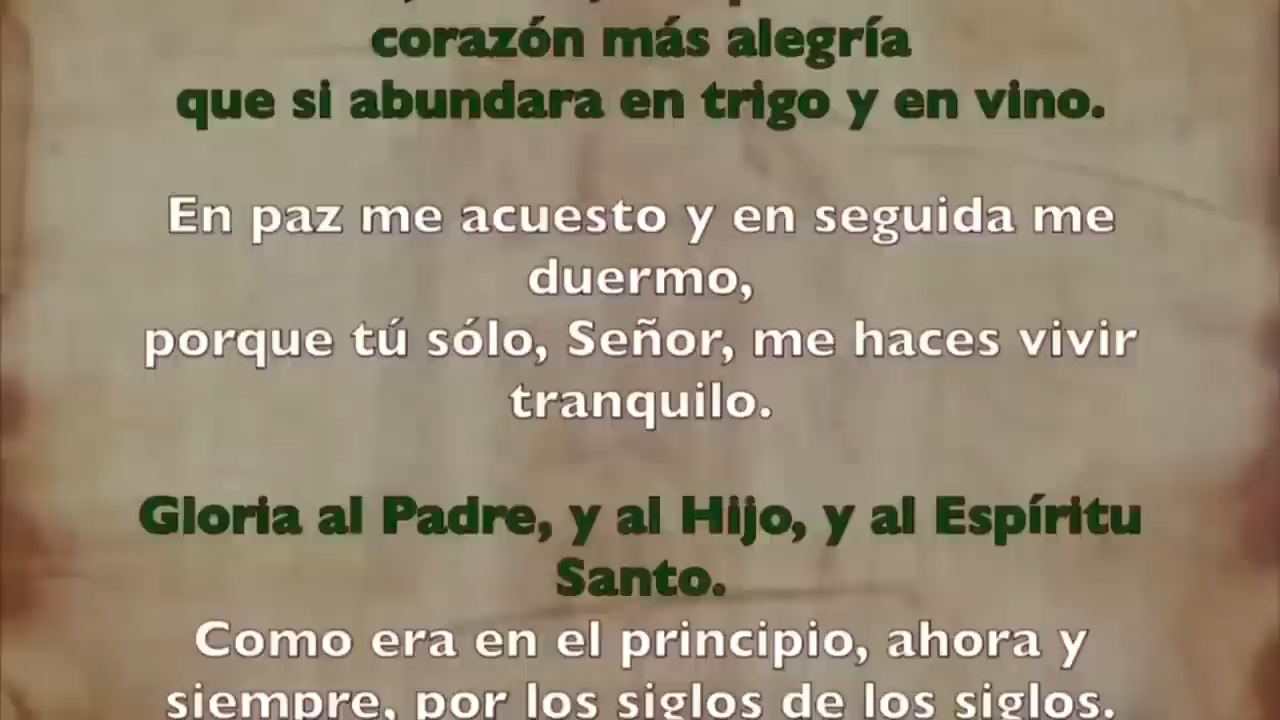 corazón más alegría
que si abundara en trigo y en vino.
En paz me acuesto y en seguida me
duermo,
porque tú sólo, Señor, me haces vivir
tranquilo.
Gloria al Padre, y al Hijo, y al Espíritu
Santo.
Como era en el principio, ahora y
siempre, por los siglos de los siglos.